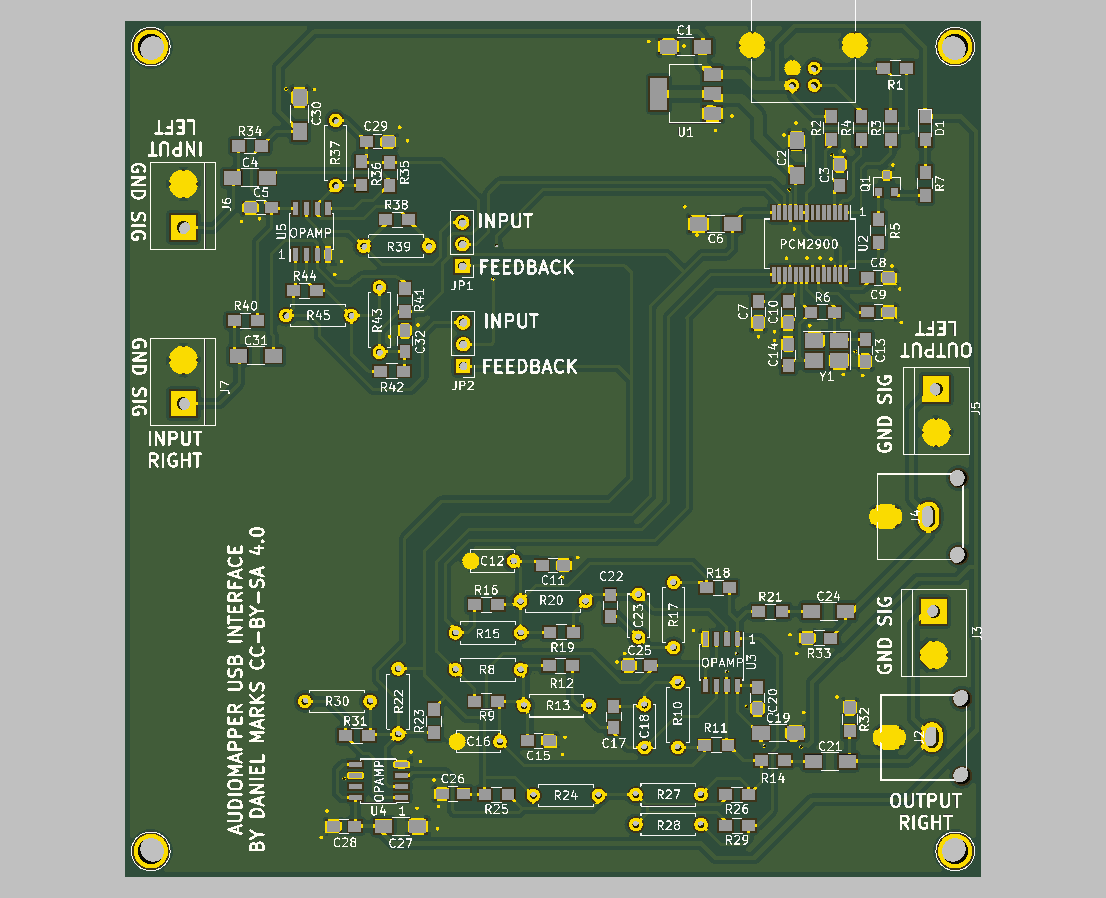 C1
R1
C30
U1
R2
R4
R3
D1
INPUT
LEFT
R34
C29
R37
R36
R35
C2
C3
C4
Q1
R7
GND SIG
J6
C5
R38
INPUT
1
U5
OPAMP
1
R39
C6
PCM2900
U2
R5
FEEDBACK
JP1
C8
R44
R41
R40
R45
R43
C32
INPUT
C7
C10
R6
C9
OUTPUT
LEFT
C31
C14
Y1
C13
GND SIG
J7
R42
JP2
FEEDBACK
GND SIG
J5
INPUT
RIGHT
J4
C12
C11
R18
C22
R16
R20
C23
R17
R21
C24
GND SIG
J3
R15
R19
1
R33
R8
R12
C25
OPAMP
U3
R30
R22
R23
R9
R13
C17
C18
R10
C20
C19
R32
J2
R31
C16
C15
R11
R14
C21
OPAMP
U4
1
C26
R25
R24
R27
R26
OUTPUT
RIGHT
C28
C27
R28
R29
AUDIOMAPPER USB INTERFACE
BY DANIEL MARKS CC-BY-SA 4.0